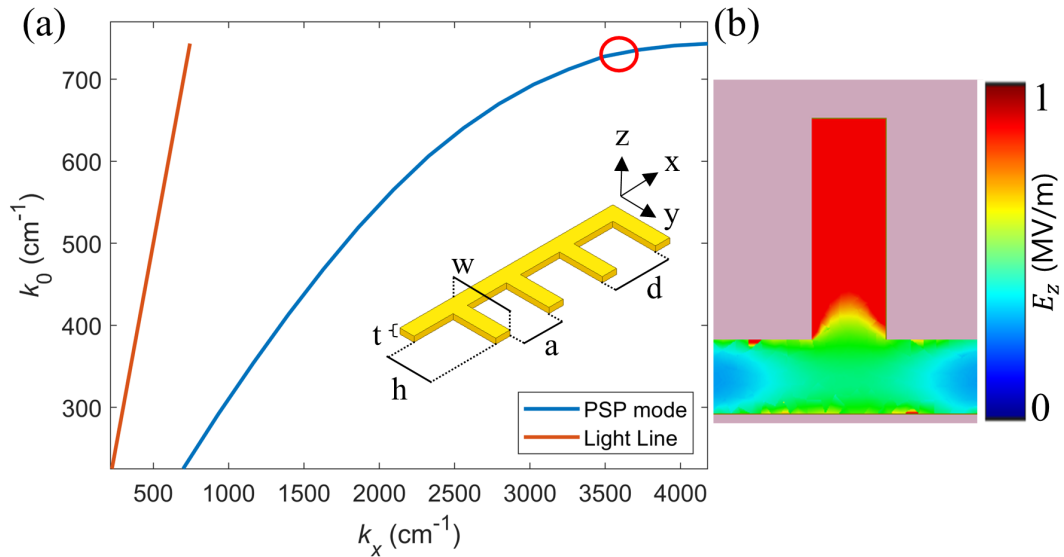 (a)
700
600
500
400
300
k₀ (cm⁻¹)
500
1000
1500
2000
2500
3000
3500
4000
kₓ (cm⁻¹)
z
x
y
w
d
t
a
h
PSP mode
Light Line
(b)
1
E_z (MV/m)
0